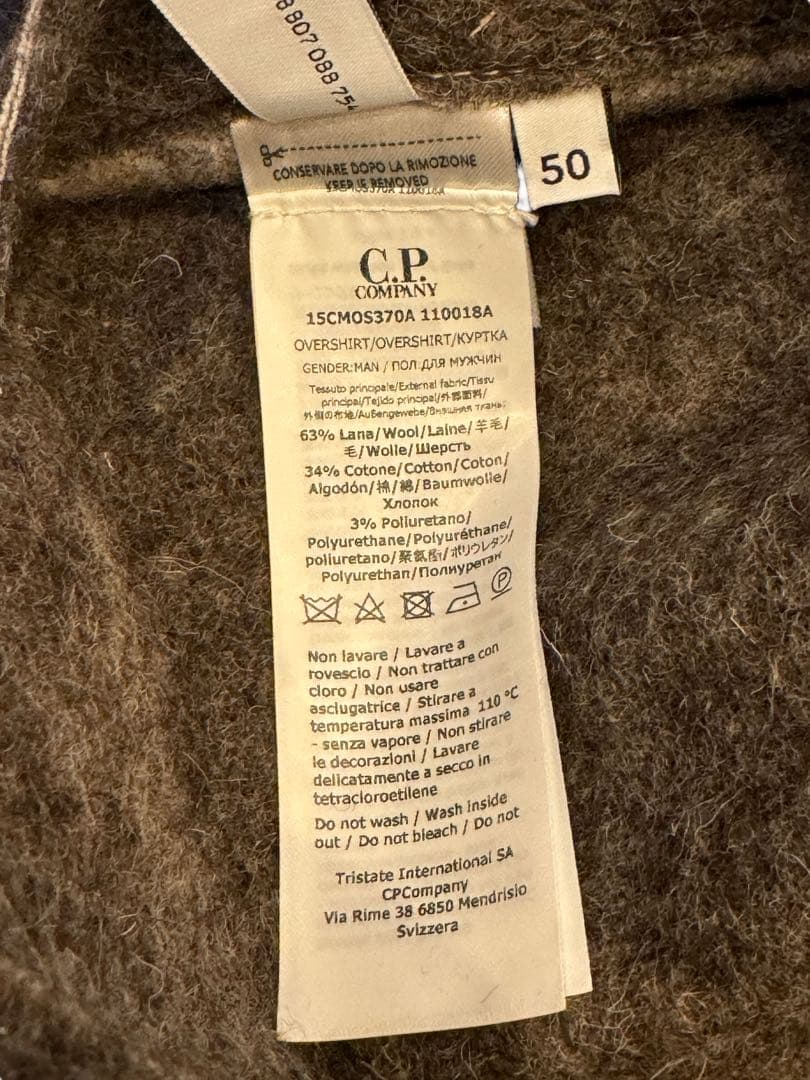 8807088 75
CONSERVARE DOPO LA RIMOZIONE
KEEP IF REMOVED
50
C.P.
COMPANY
15CMOS370A 110018A
OVERSHIRT/OVERSHIRT/КУРТКА
GENDER:MAN / ПОЛ:ДЛЯ МУЖЧИН
Tessuto principale/External fabric/Tissu
principal/Tejido principal/外部面料/
外側の布地/Außengewebe/Внешняя ткань:
63% Lana/Wool/Laine/羊毛/
毛/Wolle/Шерсть
34% Cotone/Cotton/Coton/
Algodón/棉/綿/Baumwolle/
Хлопок
3% Poliuretano/
Polyurethane/Polyuréthane/
poliuretano/聚氨酯/ポリウレタン/
Polyurethan/Полиуретан
Non lavare / Lavare a
rovescio / Non trattare con
cloro / Non usare
asciugatrice / Stirare a
temperatura massima 110 °C
- senza vapore / Non stirare
le decorazioni / Lavare
delicatamente a secco in
tetracloroetilene
Do not wash / Wash inside
out / Do not bleach / Do not
Tristate International SA
CPCompany
Via Rime 38 6850 Mendrisio
Svizzera